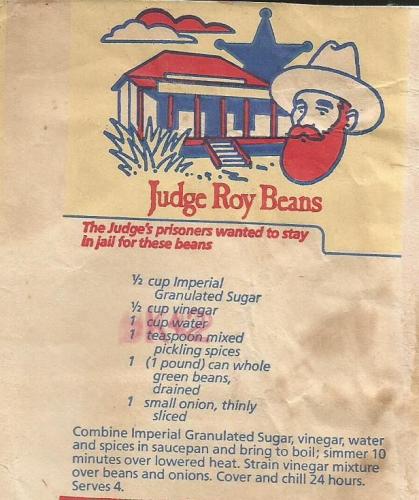 Judge Roy Beans
The Judge's prisoners wanted to stay
in jail for these beans
½ cup Imperial
Granulated Sugar
½ cup vinegar
1 cup water
1 teaspoon mixed
pickling spices
1 (1 pound) can whole
green beans,
drained
1 small onion, thinly
sliced
Combine Imperial Granulated Sugar, vinegar, water
and spices in saucepan and bring to boil; simmer 10
minutes over lowered heat. Strain vinegar mixture
over beans and onions. Cover and chill 24 hours.
Serves 4.